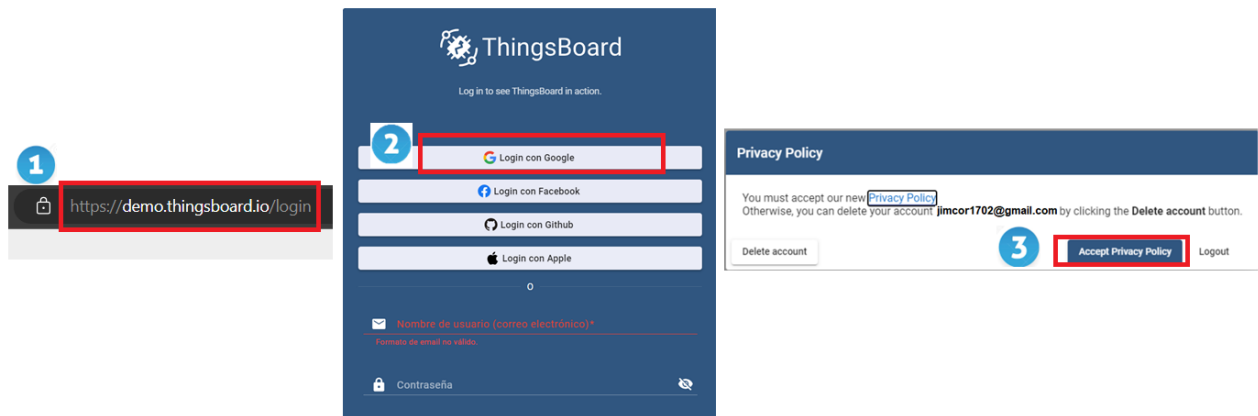 1
https://demo.thingsboard.io/login
ThingsBoard
Log in to see ThingsBoard in action.
2
Login con Google
Login con Facebook
Login con Github
Login con Apple
O
Nombre de usuario (correo electrónico)*
Formato de email no válido.
Contraseña
Privacy Policy
You must accept our new Privacy Policy
Otherwise, you can delete your account jimcor1702@gmail.com by clicking the Delete account button.
3
Delete account
Accept Privacy Policy
Logout